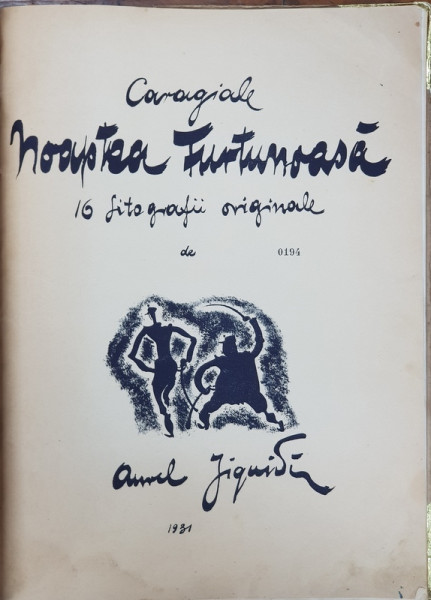 Caragiale
Noaptea Furtunoasă
16 litografii originale
de 0194
Aurel Jiquidi
1931